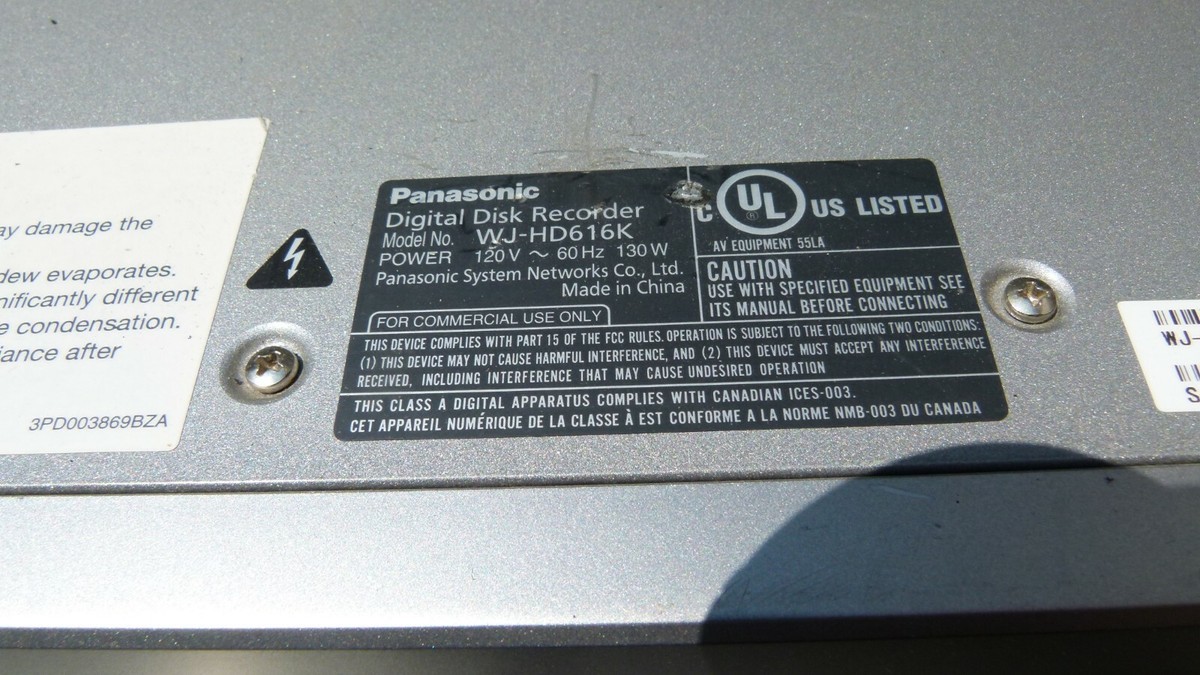 ay damage the
dew evaporates.
nificantly different
e condensation.
iance after
3PD003869BZA
Panasonic
Digital Disk Recorder
Model No. WJ-HD616K
POWER 120V ~ 60Hz 130W
Panasonic System Networks Co., Ltd.
Made in China
FOR COMMERCIAL USE ONLY
C UL ® US LISTED
AV EQUIPMENT 55LA
CAUTION
USE WITH SPECIFIED EQUIPMENT SEE
ITS MANUAL BEFORE CONNECTING
THIS DEVICE COMPLIES WITH PART 15 OF THE FCC RULES. OPERATION IS SUBJECT TO THE FOLLOWING TWO CONDITIONS:
(1) THIS DEVICE MAY NOT CAUSE HARMFUL INTERFERENCE, AND (2) THIS DEVICE MUST ACCEPT ANY INTERFERENCE
RECEIVED, INCLUDING INTERFERENCE THAT MAY CAUSE UNDESIRED OPERATION
THIS CLASS A DIGITAL APPARATUS COMPLIES WITH CANADIAN ICES-003.
CET APPAREIL NUMÉRIQUE DE LA CLASSE À EST CONFORME A LA NORME NMB-003 DU CANADA
WJ-
S